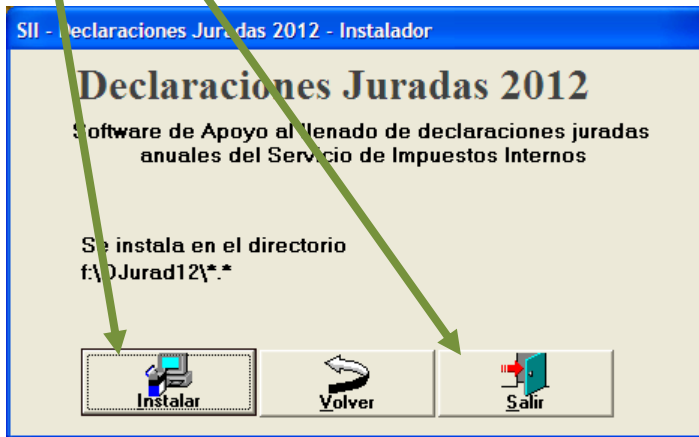 SII - Declaraciones Juradas 2012 - Instalador
Declaraciones Juradas 2012
Software de Apoyo al llenado de declaraciones juradas
anuales del Servicio de Impuestos Internos
Se instala en el directorio
f:\DJurad12\*.*
Instalar
Volver
Salir